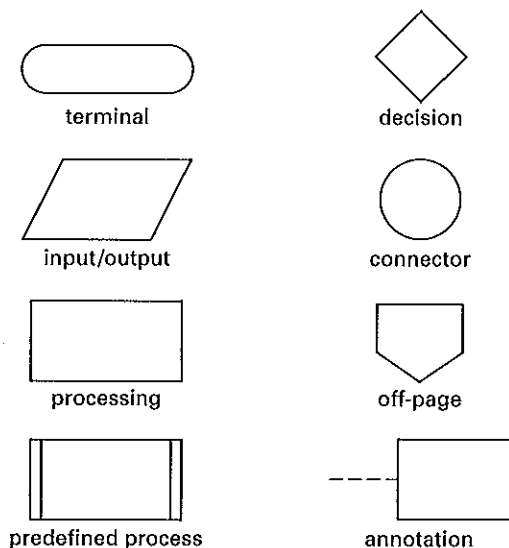 terminal
decision
input/output
connector
processing
off-page
predefined process
annotation